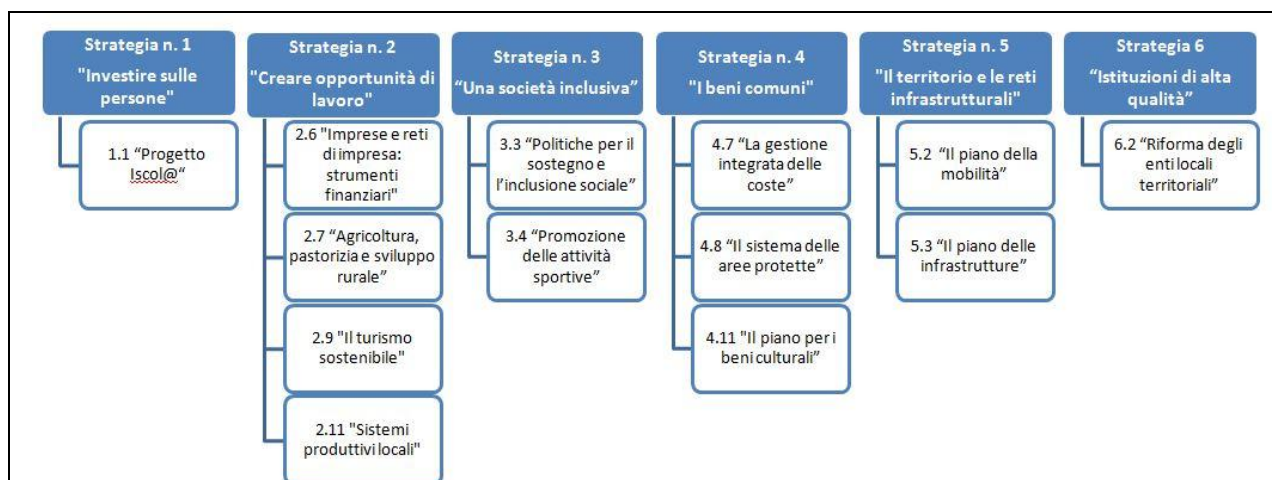 Strategia n. 1
"Investire sulle
persone"
1.1 “Progetto
Iscol@“
Strategia n. 2
"Creare opportunità di
lavoro"
2.6 "Imprese e reti
di impresa:
strumenti
finanziari"
2.7 “Agricoltura,
pastorizia e sviluppo
rurale”
2.9 "Il turismo
sostenibile"
2.11 "Sistemi
produttivi locali"
Strategia n. 3
“Una società inclusiva”
3.3 “Politiche per il
sostegno e
l’inclusione sociale”
3.4 “Promozione
delle attività
sportive”
Strategia n. 4
"I beni comuni"
4.7 “La gestione
integrata delle
coste”
4.8 “Il sistema delle
aree protette”
4.11 "Il piano per i
beni culturali”
Strategia n. 5
"Il territorio e le reti
infrastrutturali"
5.2 “Il piano della
mobilità”
5.3 “Il piano delle
infrastrutture”
Strategia 6
“Istituzioni di alta
qualità”
6.2 “Riforma degli
enti locali
territoriali”